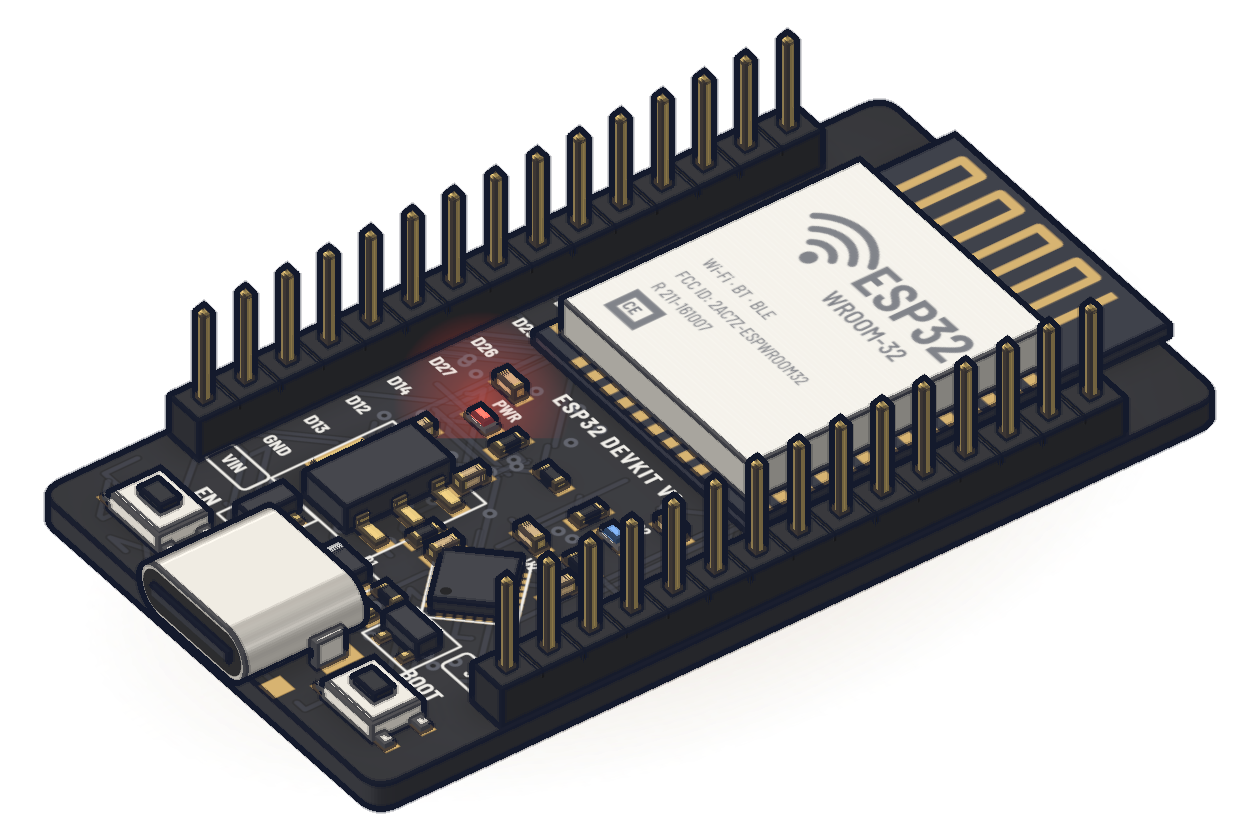 ESP32
WROOM-32
Wi-Fi · BT · BLE
FCC ID: 2AC7Z-ESPWROOM32
R 211-161007
CE
D26
D27
D14
D12
D13
GND
VIN
EN
PWR
ESP32 DEVKIT
BOOT